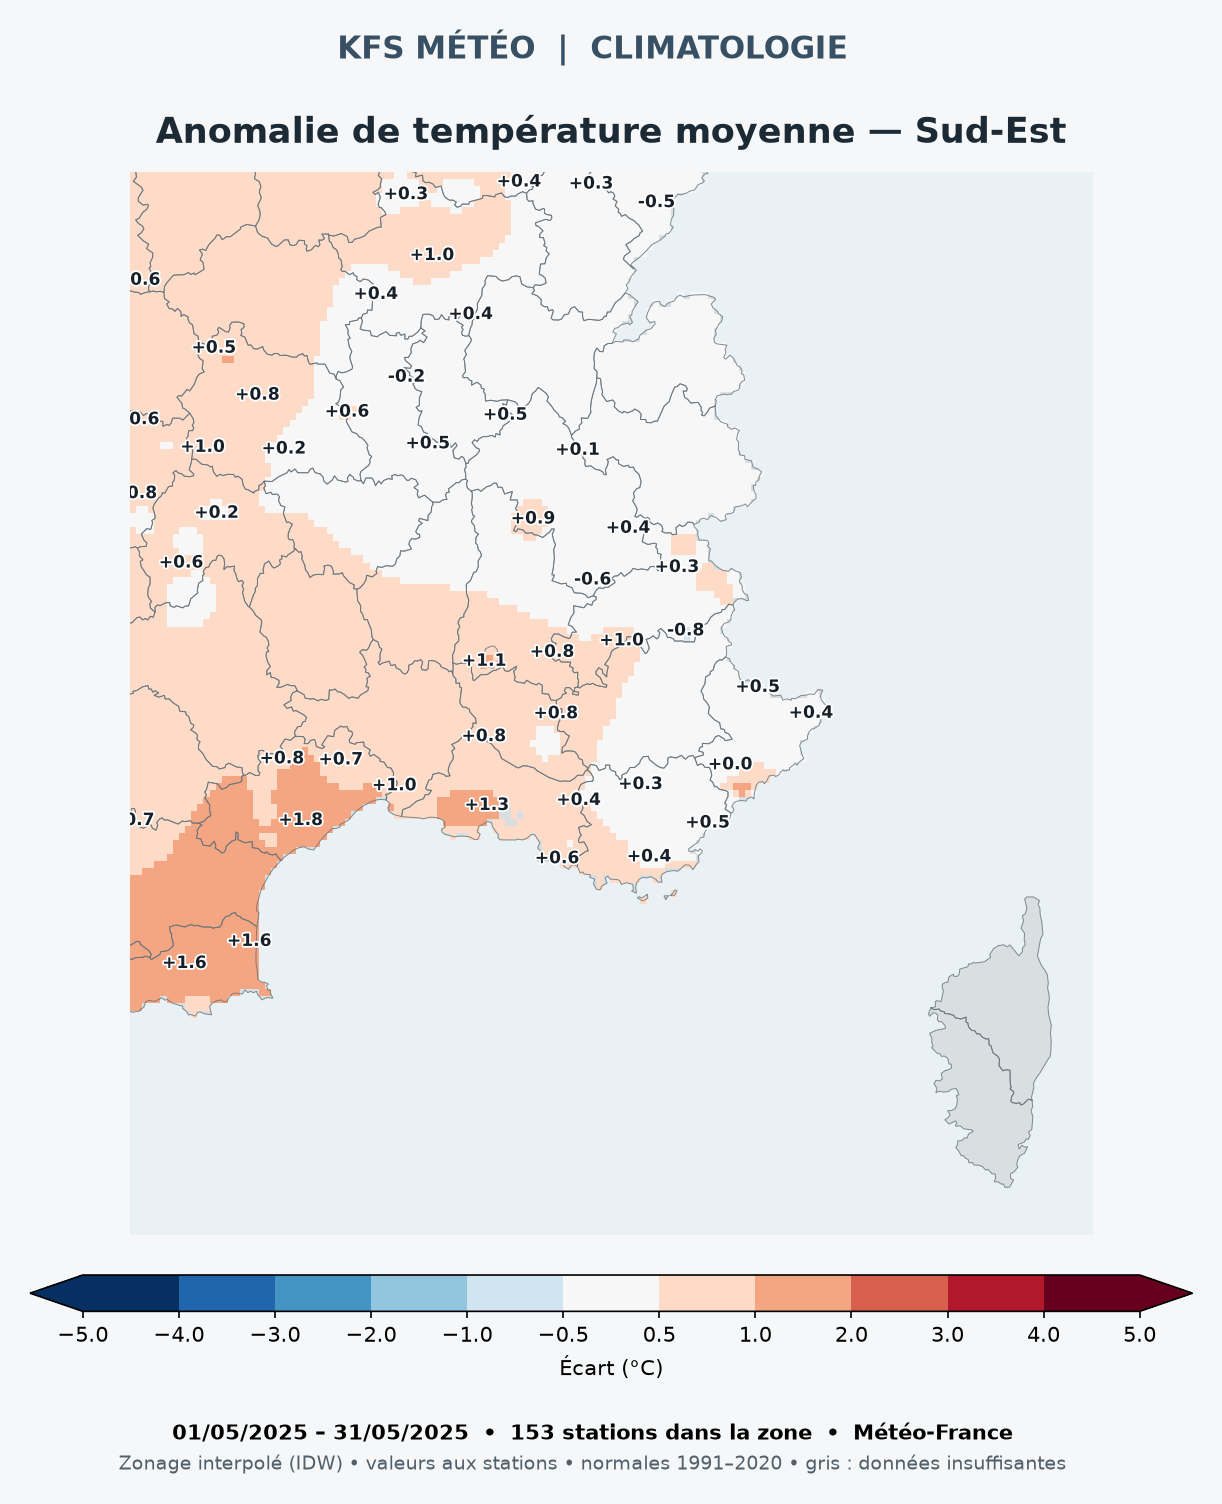 KFS MÉTÉO | CLIMATOLOGIE
Anomalie de température moyenne — Sud-Est
+0.4 +0.3
+0.3 -0.5
+1.0
0.6
+0.4
+0.4
+0.5
-0.2
+0.8
+0.6 +0.5
0.6
+1.0 +0.2 +0.5 +0.1
0.8
+0.2 +0.9 +0.4
+0.6 +0.3
-0.6
-0.8
+1.0
+1.1 +0.8
+0.5
+0.8 +0.4
+0.8
+0.8 +0.7 +0.0
+1.0 +0.3
+1.3 +0.4
0.7 +1.8 +0.5
+0.6 +0.4
+1.6
+1.6
−5.0 −4.0 −3.0 −2.0 −1.0 −0.5 0.5 1.0 2.0 3.0 4.0 5.0
Écart (°C)
01/05/2025 – 31/05/2025 • 153 stations dans la zone • Météo-France
Zonage interpolé (IDW) • valeurs aux stations • normales 1991–2020 • gris : données insuffisantes